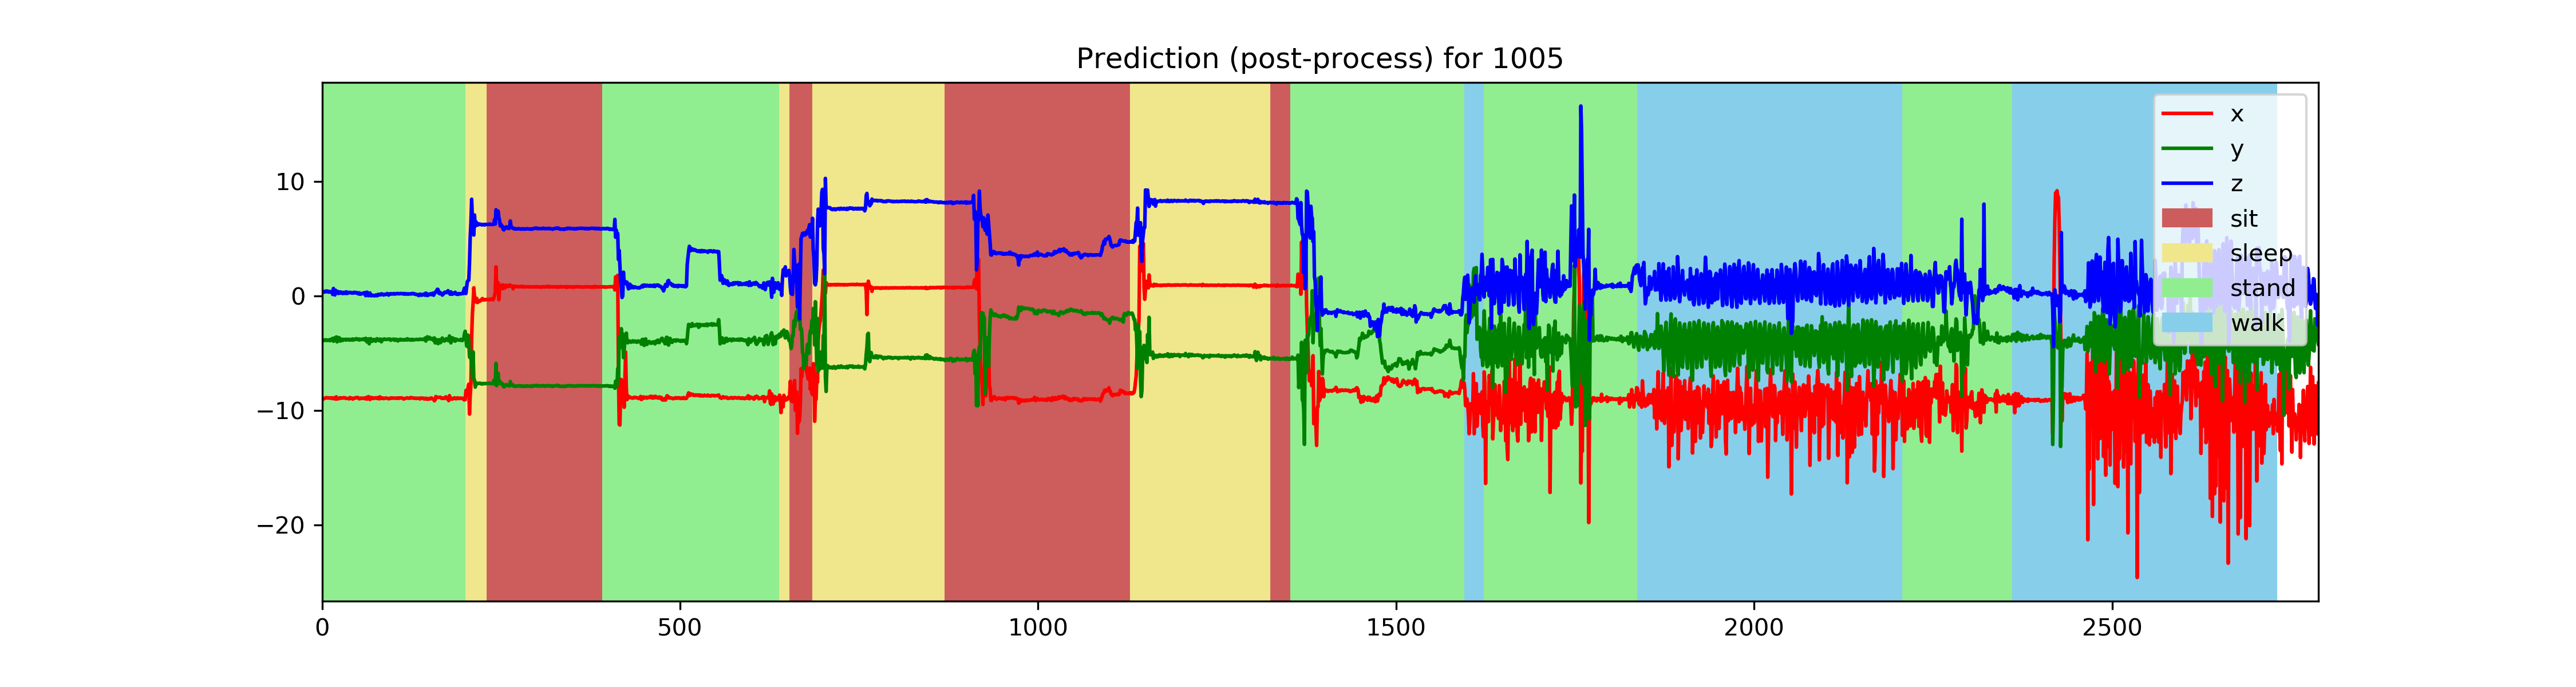 Prediction (post-process) for 1005
10
0
−10
−20
0
500
1000
1500
2000
2500
x
y
z
sit
sleep
stand
walk